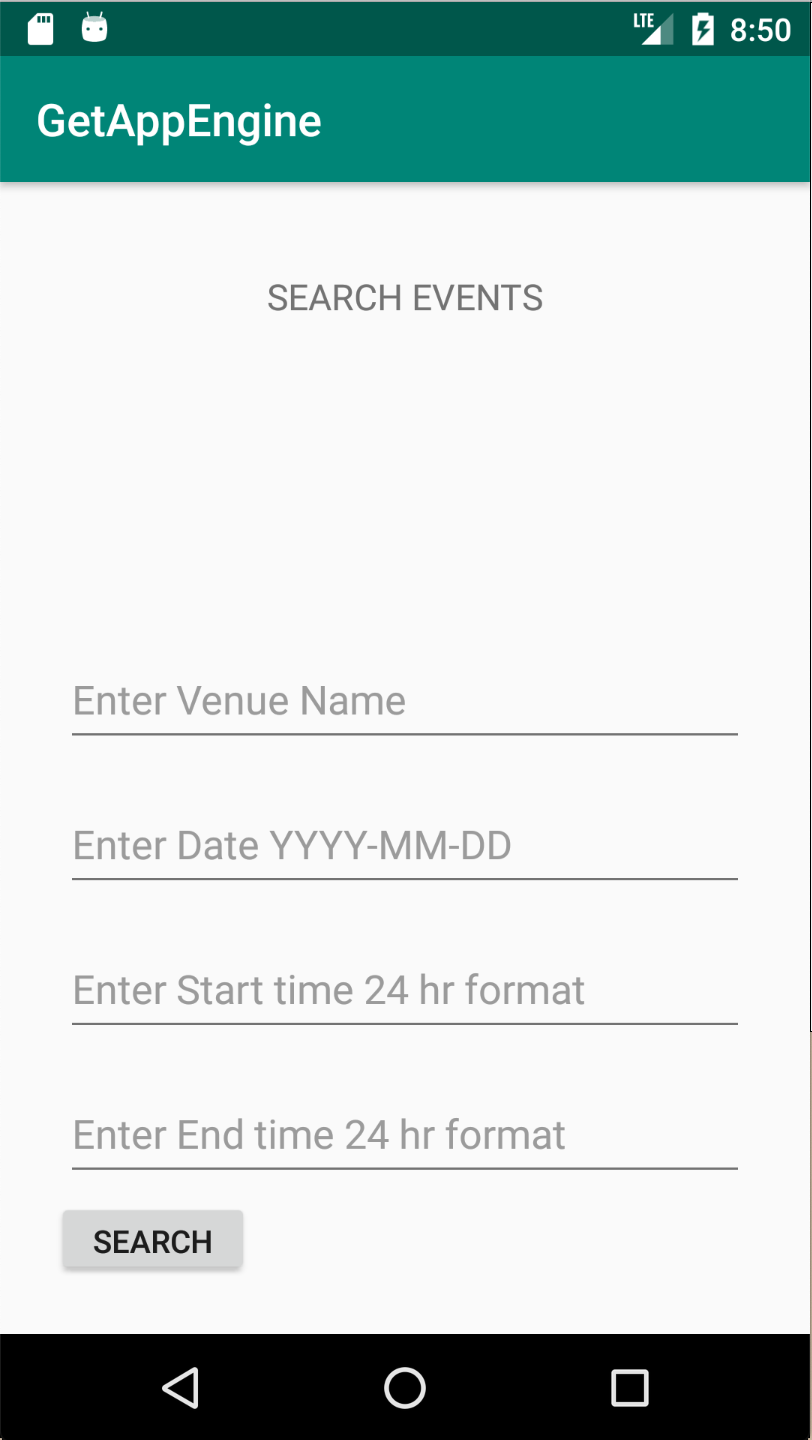 LTE 8:50
GetAppEngine
SEARCH EVENTS
Enter Venue Name
Enter Date YYYY-MM-DD
Enter Start time 24 hr format
Enter End time 24 hr format
SEARCH